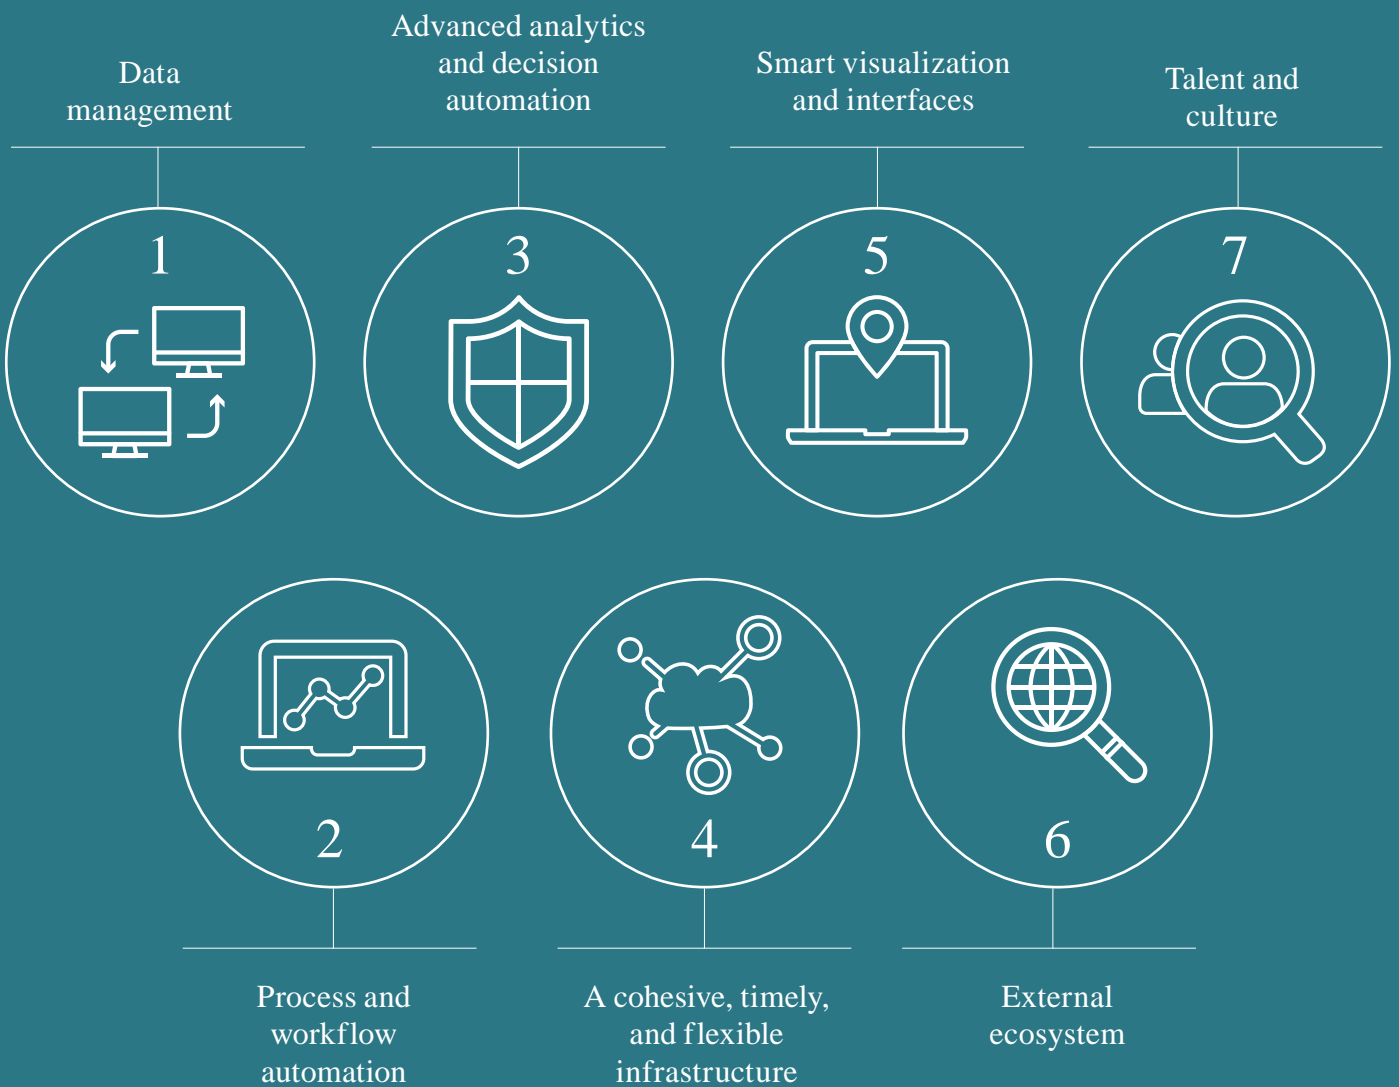 Data
management
1
Process and
workflow
automation
2
Advanced analytics
and decision
automation
3
A cohesive, timely,
and flexible
infrastructure
4
Smart visualization
and interfaces
5
External
ecosystem
6
Talent and
culture
7